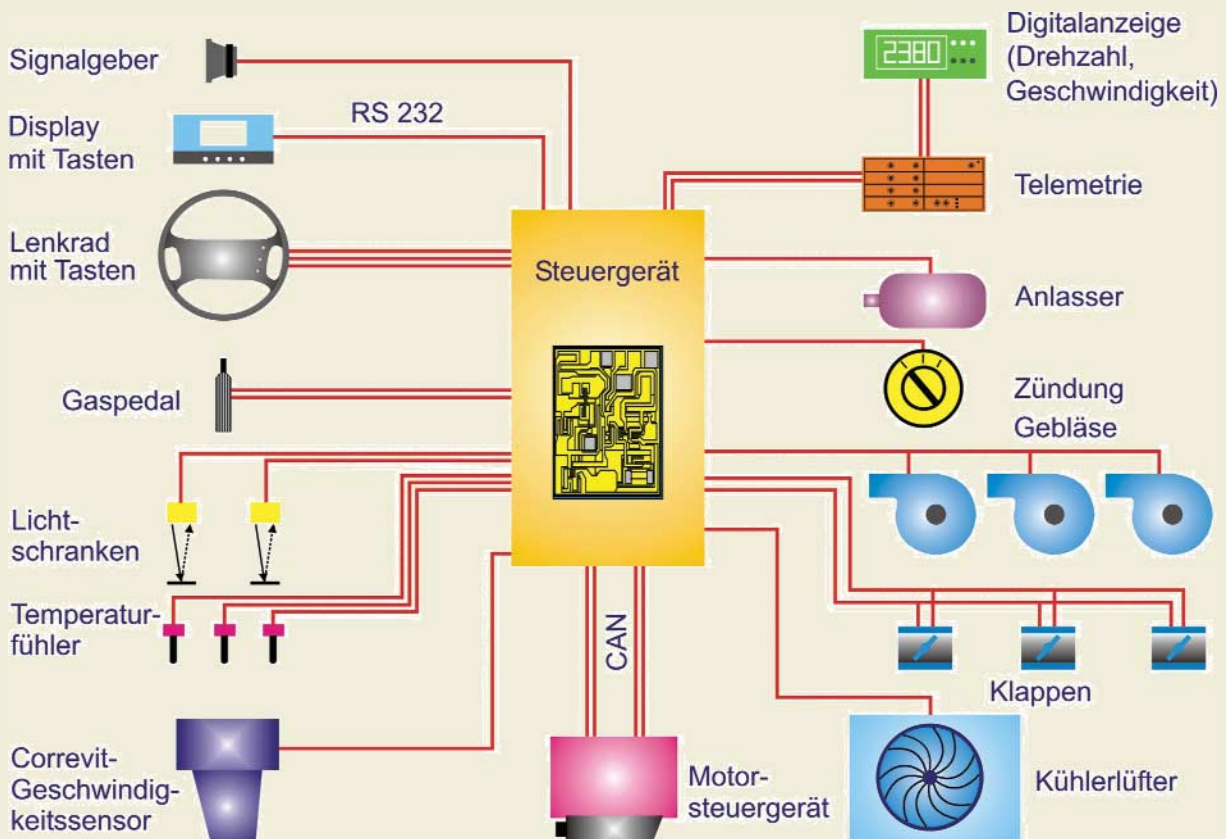 Signalgeber
Display
mit Tasten
RS 232
Lenkrad
mit Tasten
Gaspedal
Licht-
schranken
Temperatur-
fühler
Correvit-
Geschwindig-
keitssensor
Steuergerät
CAN
Motor-
steuergerät
2380
Digitalanzeige
(Drehzahl,
Geschwindigkeit)
Telemetrie
Anlasser
Zündung
Gebläse
Klappen
Kühlerlüfter